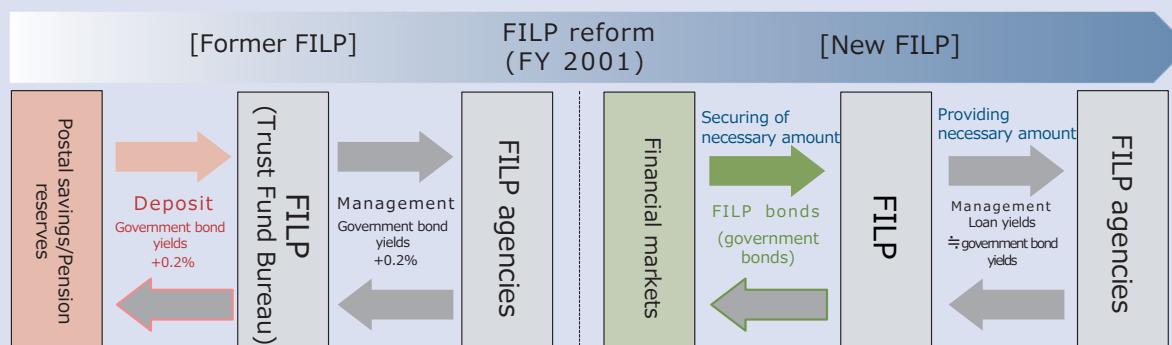 [Former FILP]
FILP reform
(FY 2001)
[New FILP]
Postal savings/Pension
reserves
Deposit
Government bond
yields
+0.2%
FILP
(Trust Fund Bureau)
Management
Government bond
yields
+0.2%
FILP agencies
Financial markets
Securing of
necessary amount
FILP bonds
(government
bonds)
FILP
Providing
necessary amount
Management
Loan yields
≒government bond
yields
FILP agencies